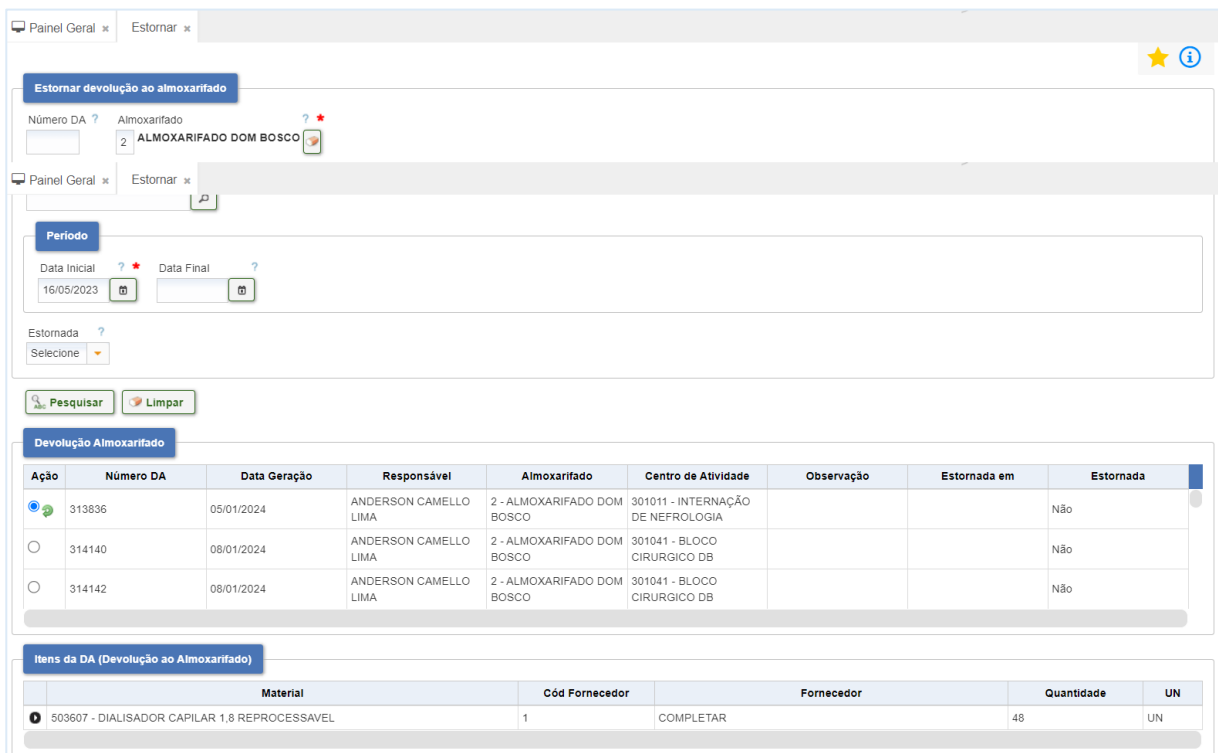 Painel Geral × Estornar ×
Estornar devolução ao almoxarifado
Número DA ? Almoxarifado ? *
2 ALMOXARIFADO DOM BOSCO
Painel Geral × Estornar ×
Período
Data Inicial ? * Data Final ?
16/05/2023
Estornada ?
Selecione
ABC Pesquisar Limpar
Devolução Almoxarifado
Ação Número DA Data Geração Responsável Almoxarifado Centro de Atividade Observação Estornada em Estornada
313836 05/01/2024 ANDERSON CAMELLO LIMA 2 - ALMOXARIFADO DOM BOSCO 301011 - INTERNAÇÃO DE NEFROLOGIA Não
314140 08/01/2024 ANDERSON CAMELLO LIMA 2 - ALMOXARIFADO DOM BOSCO 301041 - BLOCO CIRURGICO DB Não
314142 08/01/2024 ANDERSON CAMELLO LIMA 2 - ALMOXARIFADO DOM BOSCO 301041 - BLOCO CIRURGICO DB Não
Itens da DA (Devolução ao Almoxarifado)
Material Cód Fornecedor Fornecedor Quantidade UN
503607 - DIALISADOR CAPILAR 1,8 REPROCESSAVEL 1 COMPLETAR 48 UN